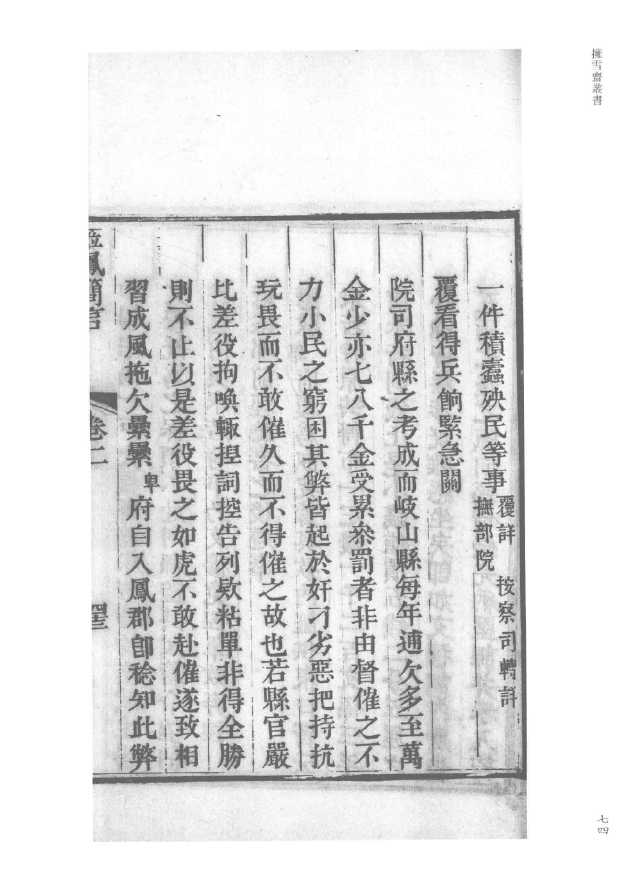 擁雪齋叢書
一件積蠹殃民等事覆詳撫部院 按察司轉詳
覆看得兵餉緊急關
院司府縣之考成而岐山縣每年逋欠多至萬
金少亦七八千金受累叅罰者非由督催之不
力小民之窮困其弊皆起於奸刁劣惡把持抗
玩畏而不敢催久而不得催之故也若縣官嚴
比差役拘喚輙揑詞控告列欵粘單非得全勝
則不止以是差役畏之如虎不敢赴催遂致相
習成風拖欠纍纍卑府自入鳳郡卽稔知此弊
鳳簡言 卷二
七四